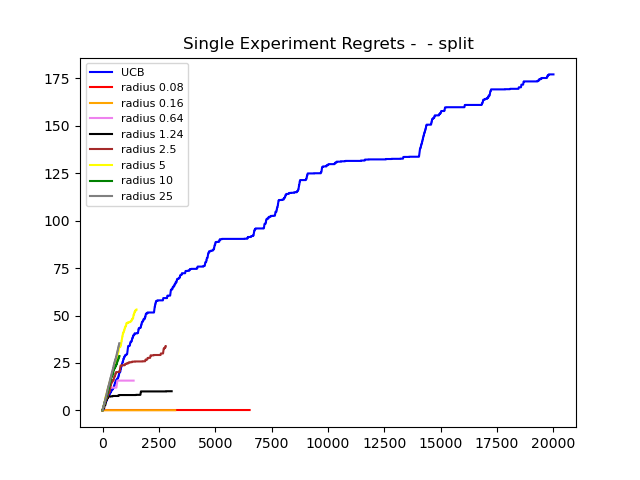 Single Experiment Regrets -  - split
UCB
radius 0.08
radius 0.16
radius 0.64
radius 1.24
radius 2.5
radius 5
radius 10
radius 25
175
150
125
100
75
50
25
0
0 2500 5000 7500 10000 12500 15000 17500 20000